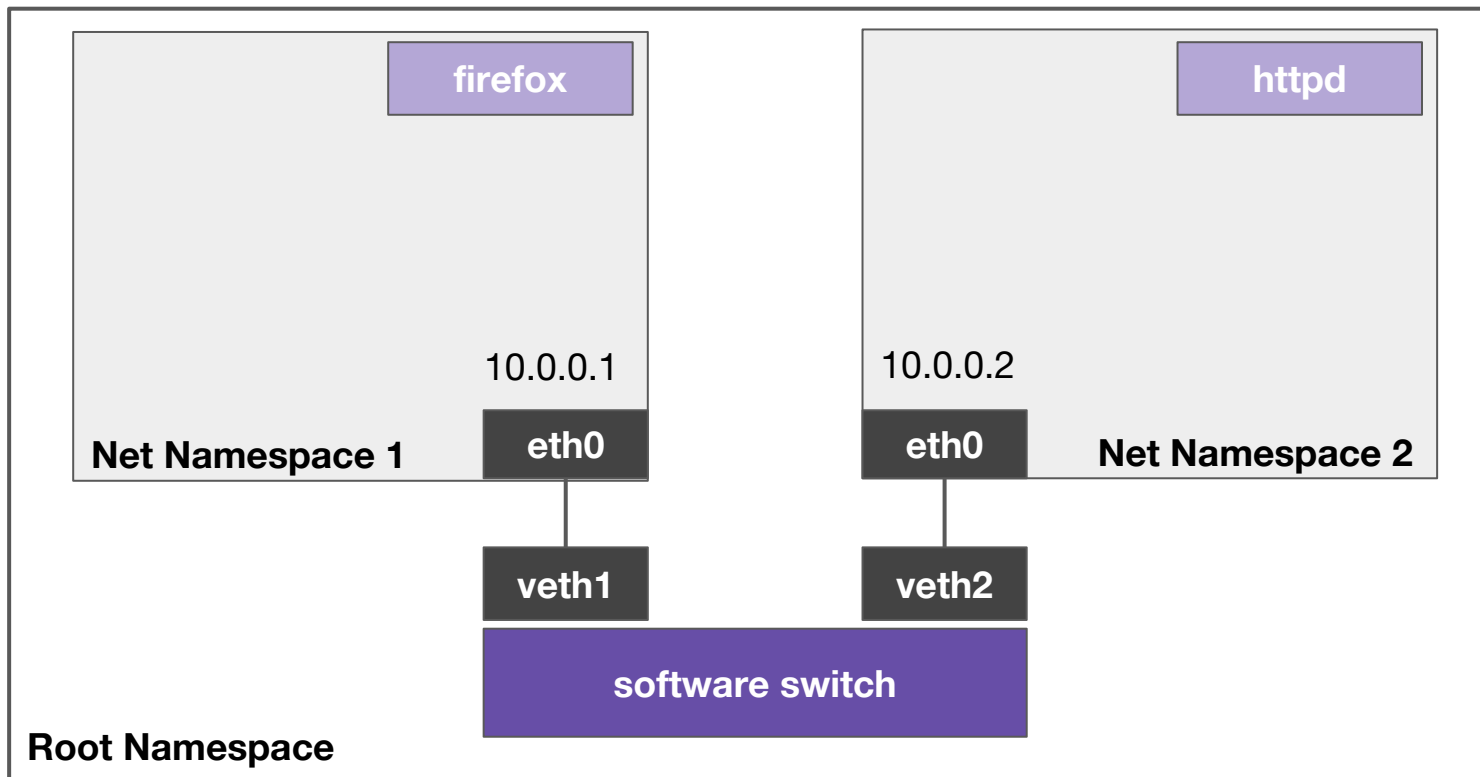 firefox
httpd
10.0.0.1
10.0.0.2
eth0
eth0
Net Namespace 1
Net Namespace 2
veth1
veth2
software switch
Root Namespace